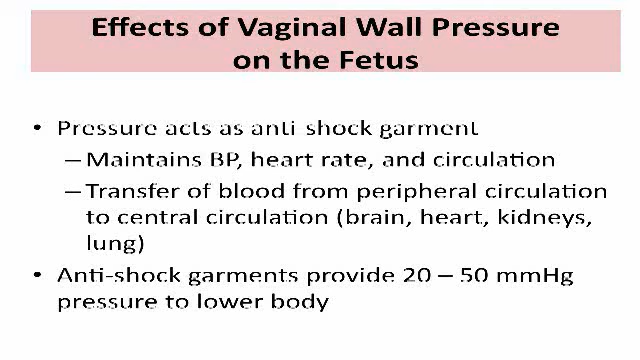 Effects of Vaginal Wall Pressure
on the Fetus
• Pressure acts as anti-shock garment
– Maintains BP, heart rate, and circulation
– Transfer of blood from peripheral circulation
to central circulation (brain, heart, kidneys,
lung)
• Anti-shock garments provide 20 – 50 mmHg
pressure to lower body